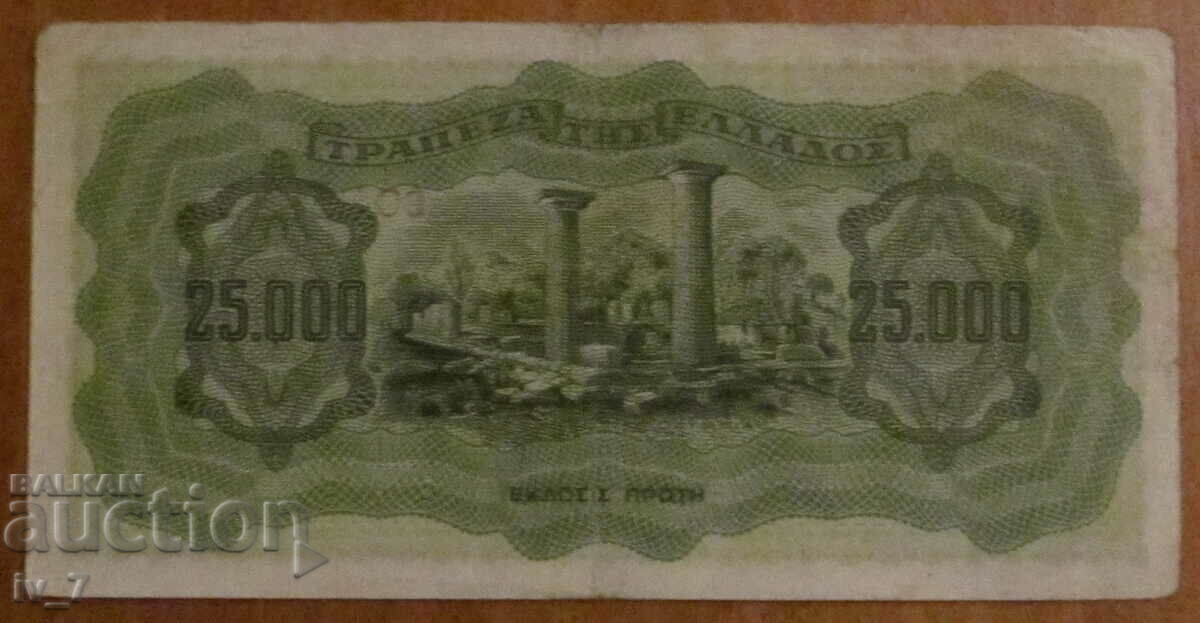 ΤΡΑΠΕΖΑ ΤΗΣ ΕΛΛΑΔΟΣ
25.000 25.000
ΕΚΔΟΣΙΣ ΠΡΩΤΗ
BALKAN
auction
iv_7